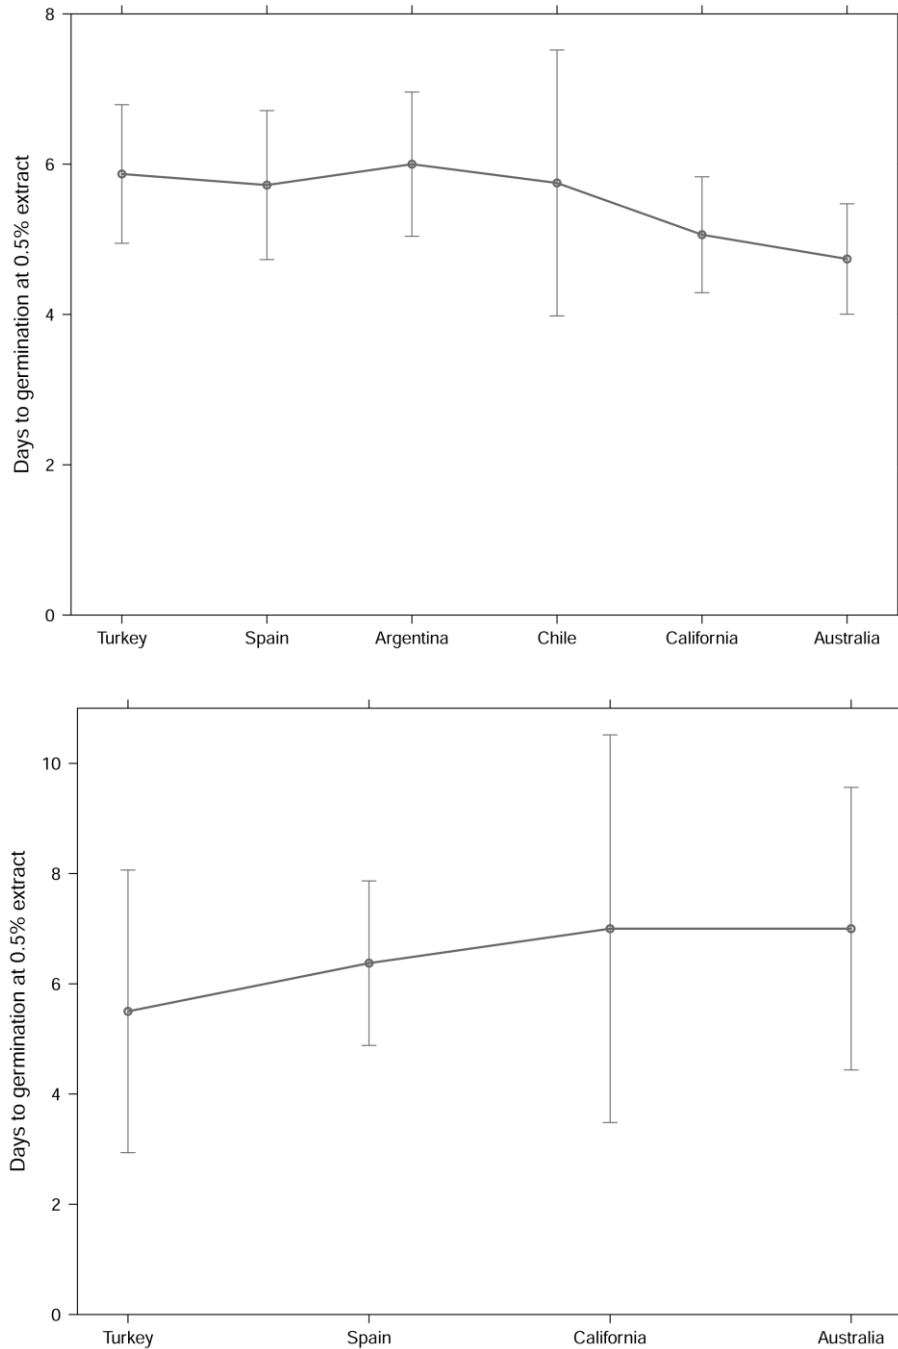 Days to germination at 0.5% extract
8
6
4
2
0
Turkey Spain Argentina Chile California Australia
Days to germination at 0.5% extract
10
8
6
4
2
0
Turkey Spain California Australia